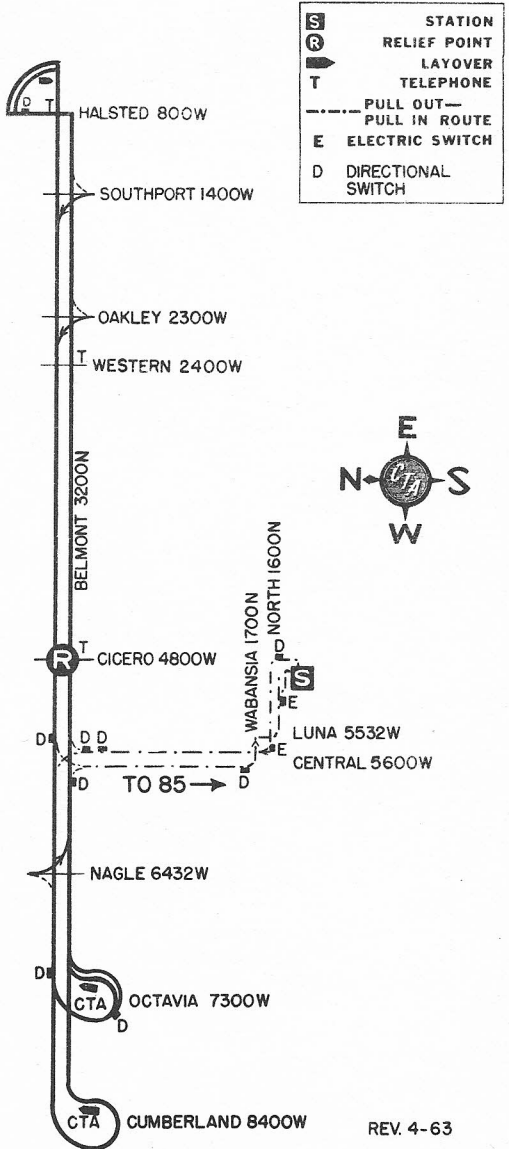 S STATION
R RELIEF POINT
LAYOVER
T TELEPHONE
PULL OUT—
PULL IN ROUTE
E ELECTRIC SWITCH
D DIRECTIONAL
SWITCH
D T HALSTED 800W
SOUTHPORT 1400W
OAKLEY 2300W
T
WESTERN 2400W
E
N CTA S
W
BELMONT 3200N
WABANSIA 1700N
NORTH 1600N
T
R CICERO 4800W
D
S
E
D D D
LUNA 5532W
E
CENTRAL 5600W
D TO 85 D
NAGLE 6432W
D
CTA OCTAVIA 7300W
D
CTA CUMBERLAND 8400W
REV. 4-63